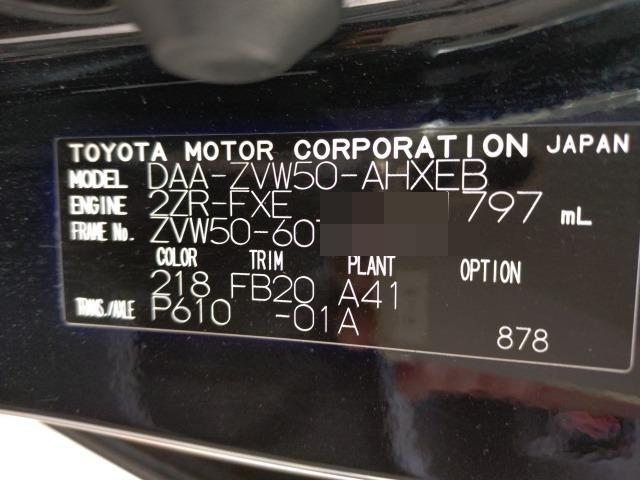 TOYOTA MOTOR CORPORATION JAPAN
MODEL DAA-ZVW50-AHXEB
ENGINE 2ZR-FXE 797 mL
FRAME No. ZVW50-60
COLOR TRIM PLANT OPTION
218 FB20 A41
TRANS./AXLE P610 -01A 878